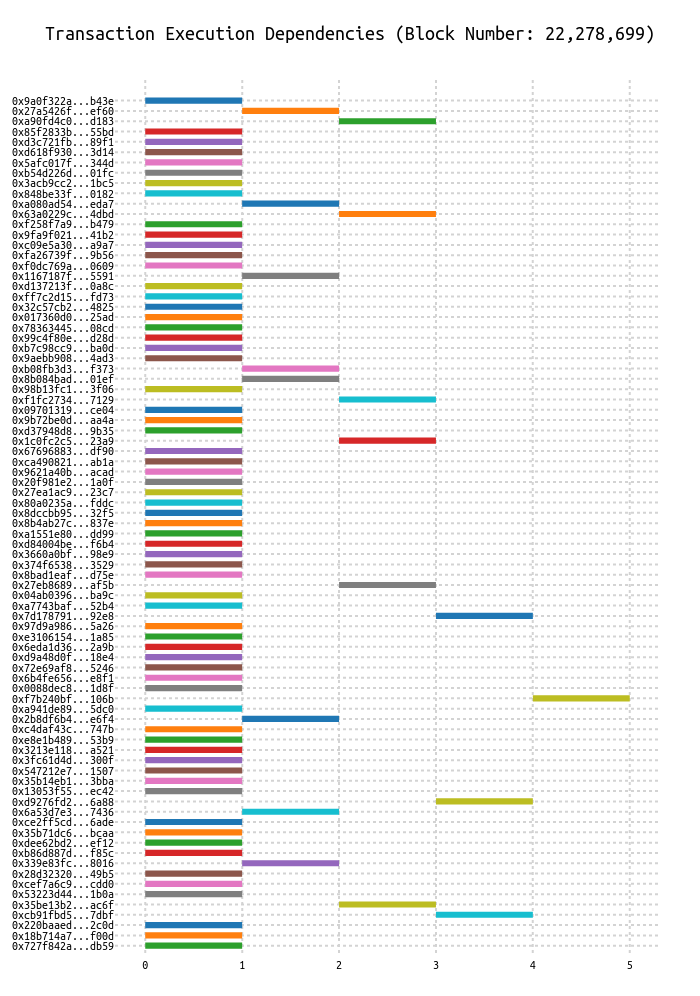 Transaction Execution Dependencies (Block Number: 22,278,699)
0x9a0f322a...b43e
0x27a5426f...ef60
0xa90fd4c0...d183
0x85f2833b...55bd
0xd3c721fb...89f1
0xd618f930...3d14
0x5afc017f...344d
0xb54d226d...01fc
0x3acb9cc2...1bc5
0x848be33f...0182
0xa080ad54...eda7
0x63a0229c...4dbd
0xf258f7a9...b479
0x9fa9f021...41b2
0xc09e5a30...a9a7
0xfa26739f...9b56
0xf0dc769a...0609
0x1167187f...5591
0xd137213f...0a8c
0xff7c2d15...fd73
0x32c57cb2...4825
0x017360d0...25ad
0x78363445...08cd
0x99c4f80e...d28d
0xb7c98cc9...ba0d
0x9aebb908...4ad3
0xb08fb3d3...f373
0x8b084bad...01ef
0x98b13fc1...3f06
0xf1fc2734...7129
0x09701319...ce04
0x9b72be0d...aa4a
0xd37948d8...9b35
0x1c0fc2c5...23a9
0x67696883...df90
0xca490821...ab1a
0x9621a40b...acad
0x20f981e2...1a0f
0x27ea1ac9...23c7
0x80a0235a...fddc
0x8dccbb95...32f5
0x8b4ab27c...837e
0xa1551e80...dd99
0xd84004be...f6b4
0x3660a0bf...98e9
0x374f6538...3529
0x8bad1eaf...d75e
0x27eb8689...af5b
0x04ab0396...ba9c
0xa7743baf...52b4
0x7d178791...92e8
0x97d9a986...5a26
0xe3106154...1a85
0x6eda1d36...2a9b
0xd9a48d0f...18e4
0x72e69af8...5246
0x6b4fe656...e8f1
0x0088dec8...1d8f
0xf7b240bf...106b
0xa941de89...5dc0
0x2b8df6b4...e6f4
0xc4daf43c...747b
0xe8e1b489...53b9
0x3213e118...a521
0x3fc61d4d...300f
0x547212e7...1507
0x35b14eb1...3bba
0x13053f55...ec42
0xd9276fd2...6a88
0x6a53d7e3...7436
0xce2ff5cd...6ade
0x35b71dc6...bcaa
0xdee62bd2...ef12
0xb86d887d...f85c
0x339e83fc...8016
0x28d32320...49b5
0xcef7a6c9...cdd0
0x53223d44...1b0a
0x35be13b2...ac6f
0xcb91fbd5...7dbf
0x220baaed...2c0d
0x18b714a7...f00d
0x727f842a...db59
0 1 2 3 4 5